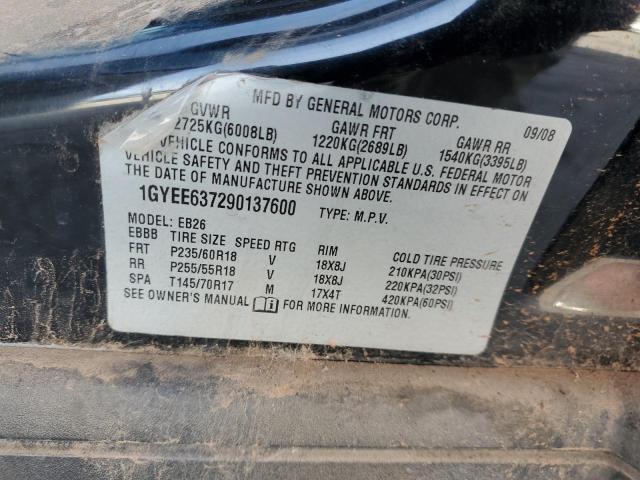 MFD BY GENERAL MOTORS CORP. 09/08
GVWR GAWR FRT GAWR RR
2725KG(6008LB) 1220KG(2689LB) 1540KG(3395LB)
VEHICLE CONFORMS TO ALL APPLICABLE U.S. FEDERAL MOTOR
VEHICLE SAFETY AND THEFT PREVENTION STANDARDS IN EFFECT ON
THE DATE OF MANUFACTURE SHOWN ABOVE.
1GYEE637290137600 TYPE: M.P.V.
MODEL: EB26
EBBB TIRE SIZE SPEED RTG RIM COLD TIRE PRESSURE
FRT P235/60R18 V 18X8J 210KPA(30PSI)
RR P255/55R18 V 18X8J 220KPA(32PSI)
SPA T145/70R17 M 17X4T 420KPA(60PSI)
SEE OWNER'S MANUAL FOR MORE INFORMATION.